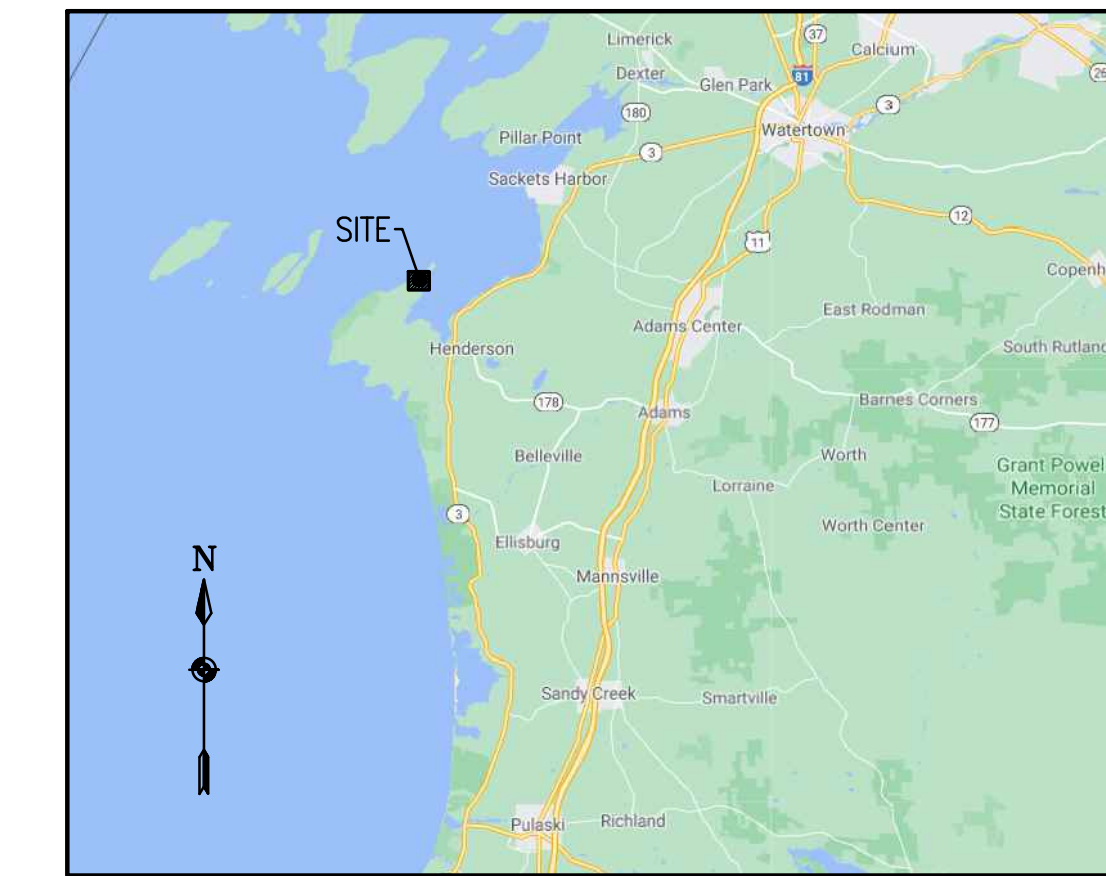 Limerick
37
Calcium
Dexter
81
Glen Park
26
180
3
Watertown
Pillar Point
3
Sackets Harbor
12
SITE
11
Copenh
East Rodman
Adams Center
South Rutland
Henderson
178
Barnes Corners
Adams
177
Belleville
Worth
Grant Powel
Memorial
State Forest
Lorraine
3
Worth Center
Ellisburg
N
Mannsville
Sandy Creek
Smartville
Pulaski
Richland